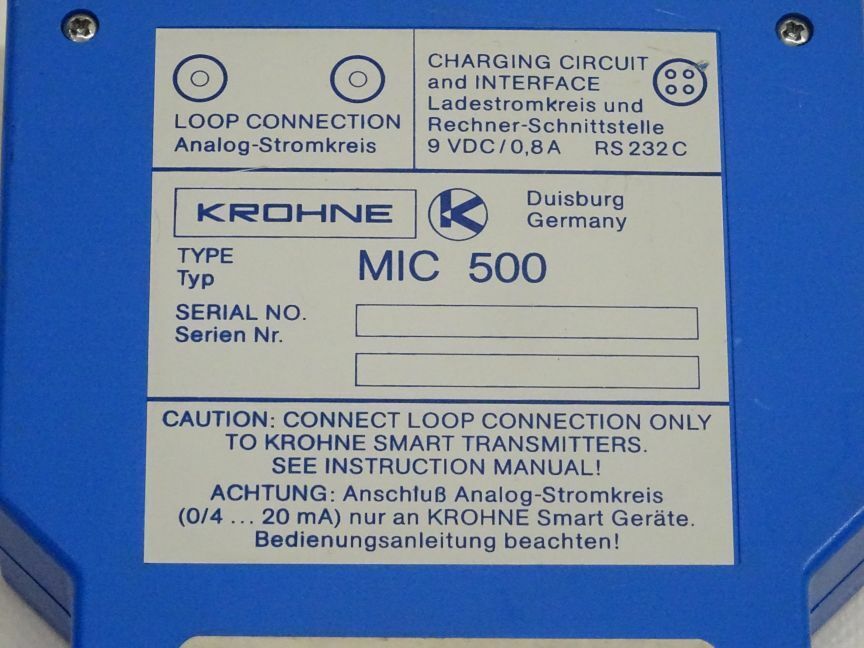 LOOP CONNECTION
Analog-Stromkreis
CHARGING CIRCUIT
and INTERFACE
Ladestromkreis und
Rechner-Schnittstelle
9 VDC/0,8A RS 232 C
KROHNE K
Duisburg
Germany
TYPE
Typ
MIC 500
SERIAL NO.
Serien Nr.
CAUTION: CONNECT LOOP CONNECTION ONLY
TO KROHNE SMART TRANSMITTERS.
SEE INSTRUCTION MANUAL!
ACHTUNG: Anschluß Analog-Stromkreis
(0/4 ... 20 mA) nur an KROHNE Smart Geräte.
Bedienungsanleitung beachten!